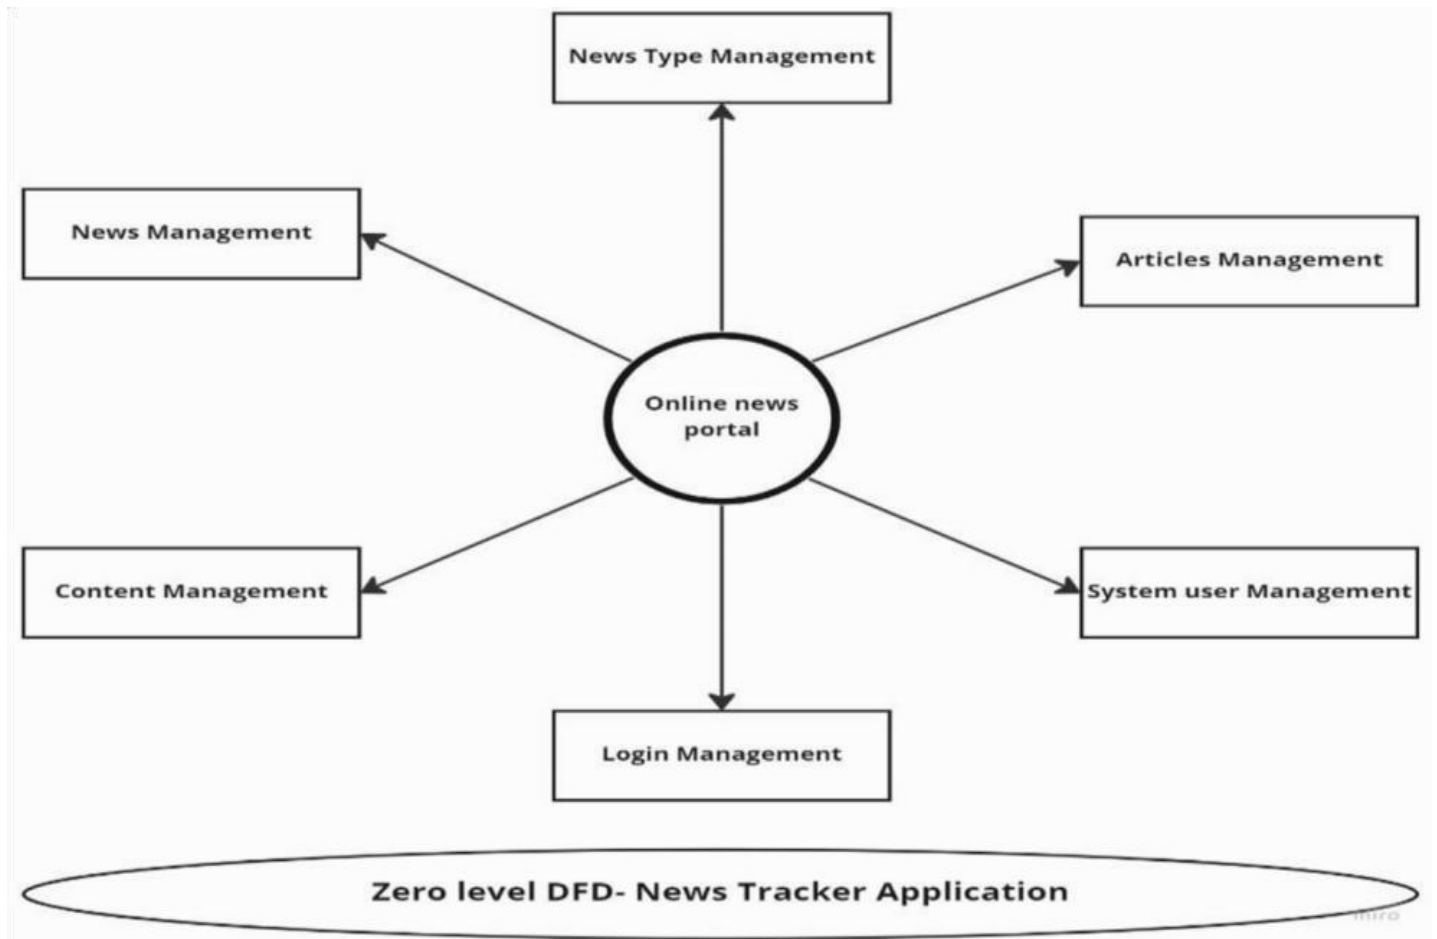 News Type Management
News Management
Articles Management
Online news
portal
Content Management
System user Management
Login Management
Zero level DFD- News Tracker Application
miro